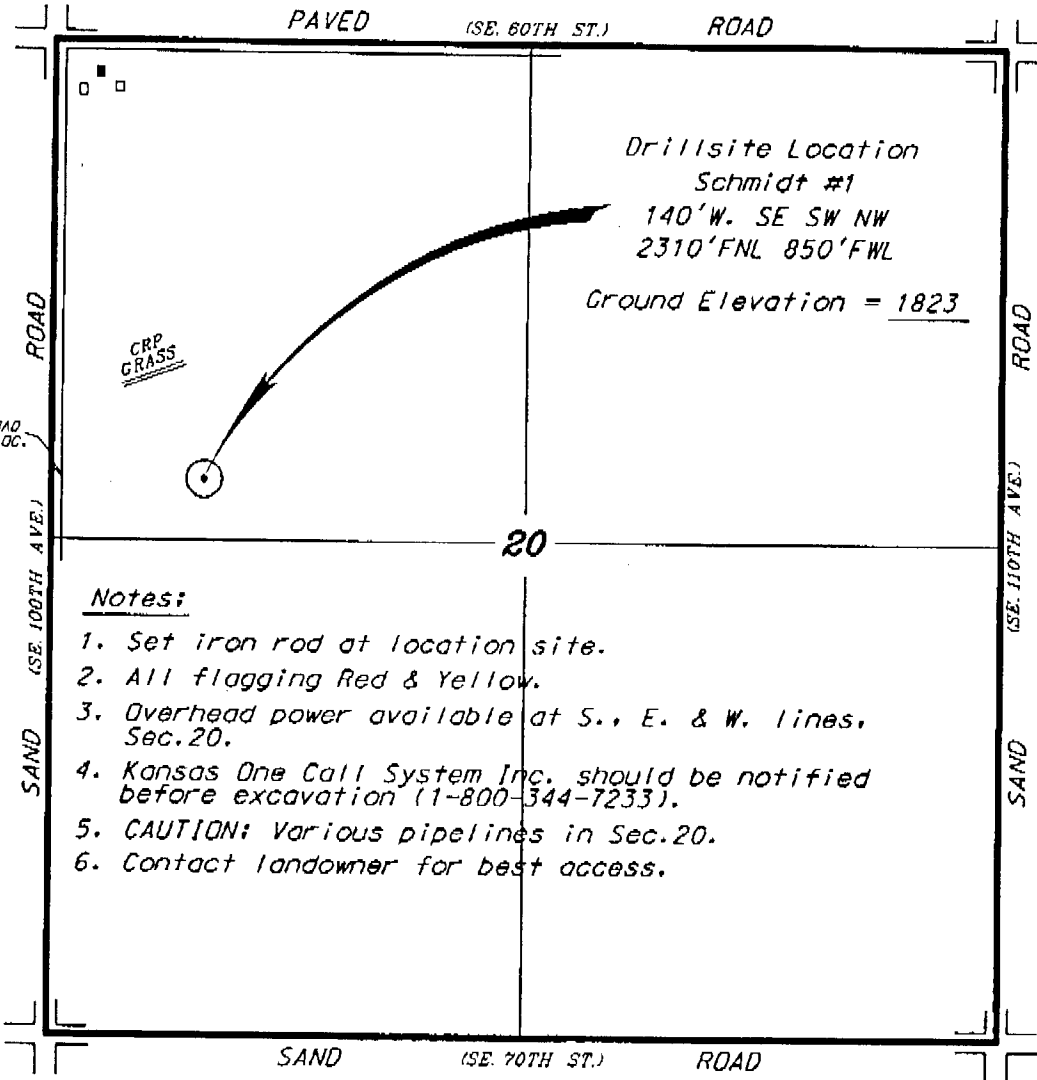 PAVED (SE. 60TH ST.) ROAD
Drillsite Location
Schmidt #1
140'W. SE SW NW
2310'FNL 850'FWL
Ground Elevation = 1823
ROAD
ROAD
CRP
GRASS
(SE. 100TH AVE.)
(SE. 110TH AVE.)
20
Notes:
1. Set iron rod at location site.
2. All flagging Red & Yellow.
3. Overhead power available at S., E. & W. lines,
Sec.20.
4. Kansas One Call System Inc. should be notified
before excavation (1-800-344-7233).
5. CAUTION: Various pipelines in Sec.20.
6. Contact landowner for best access.
SAND
SAND
SAND (SE. 70TH ST.) ROAD